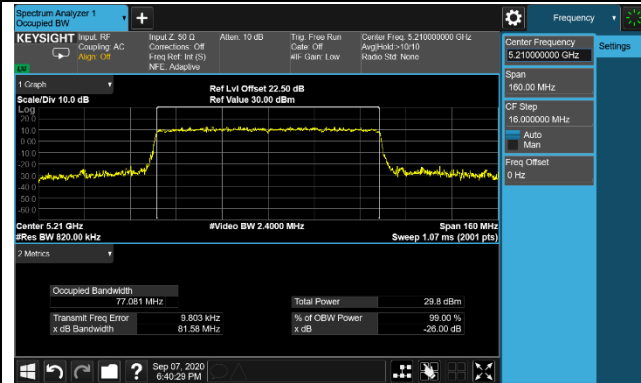 Spectrum Analyzer 1
Occupied BW
+
Frequency
KEYSIGHT
Input: RF
Coupling: AC
Align: Off
Input Z: 50 Ω
Corrections: Off
Freq Ref: Int (S)
NFE: Adaptive
Atten: 10 dB
Trig: Free Run
Gate: Off
#IF Gain: Low
Center Freq: 5.210000000 GHz
Avg|Hold:>10/10
Radio Std: None
LXI
Center Frequency
5.210000000 GHz
Settings
Span
160.00 MHz
CF Step
16.000000 MHz
Auto
Man
Freq Offset
0 Hz
1 Graph
Scale/Div 10.0 dB
Ref Lvl Offset 22.50 dB
Ref Value 30.00 dBm
Log
20.0
10.0
0.00
-10.0
-20.0
-30.0
-40.0
-50.0
-60.0
Center 5.21 GHz
#Res BW 820.00 kHz
#Video BW 2.4000 MHz
Span 160 MHz
Sweep 1.07 ms (2001 pts)
2 Metrics
Occupied Bandwidth
77.081 MHz
Total Power 29.8 dBm
Transmit Freq Error 9.803 kHz
% of OBW Power 99.00 %
x dB Bandwidth 81.58 MHz
x dB -26.00 dB
?
Sep 07, 2020
6:40:29 PM